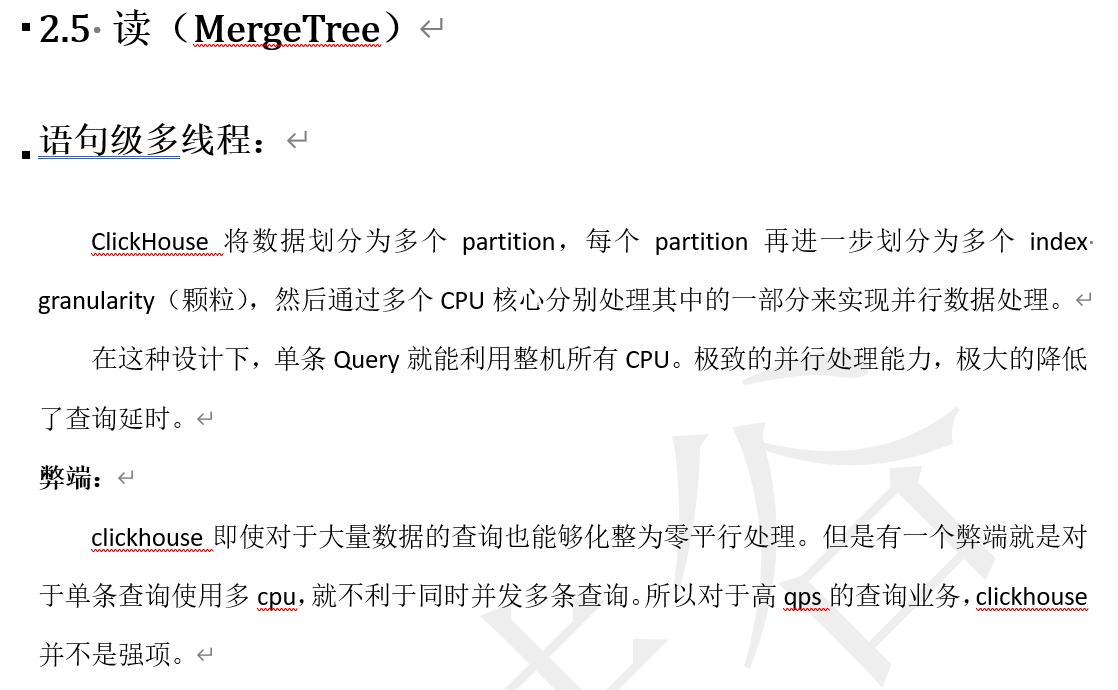 2.5 读（MergeTree）
语句级多线程：
ClickHouse 将数据划分为多个 partition，每个 partition 再进一步划分为多个 index
granularity（颗粒），然后通过多个 CPU 核心分别处理其中的一部分来实现并行数据处理。
在这种设计下，单条 Query 就能利用整机所有 CPU。极致的并行处理能力，极大的降低
了查询延时。
弊端：
clickhouse 即使对于大量数据的查询也能够化整为零平行处理。但是有一个弊端就是对
于单条查询使用多 cpu，就不利于同时并发多条查询。所以对于高 qps 的查询业务，clickhouse
并不是强项。